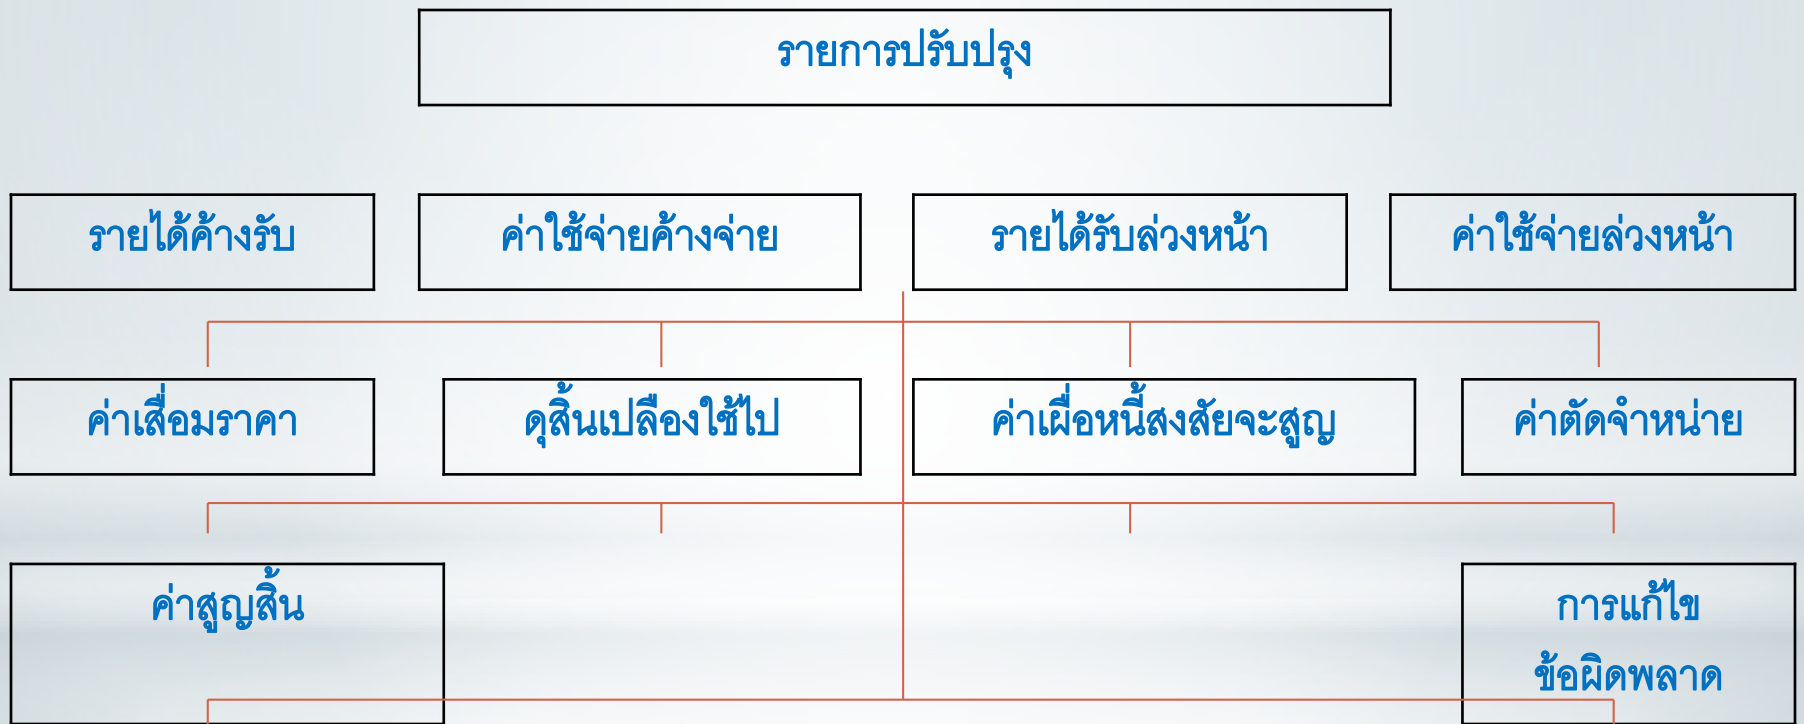 รายการปรับปรุง
รายได้ค้างรับ
ค่าใช้จ่ายค้างจ่าย
รายได้รับล่วงหน้า
ค่าใช้จ่ายล่วงหน้า
ค่าเสื่อมราคา
ดุสิ้นเปลืองใช้ไป
ค่าเผื่อหนี้สงสัยจะสูญ
ค่าตัดจำหน่าย
ค่าสูญสิ้น
การแก้ไข
ข้อผิดพลาด